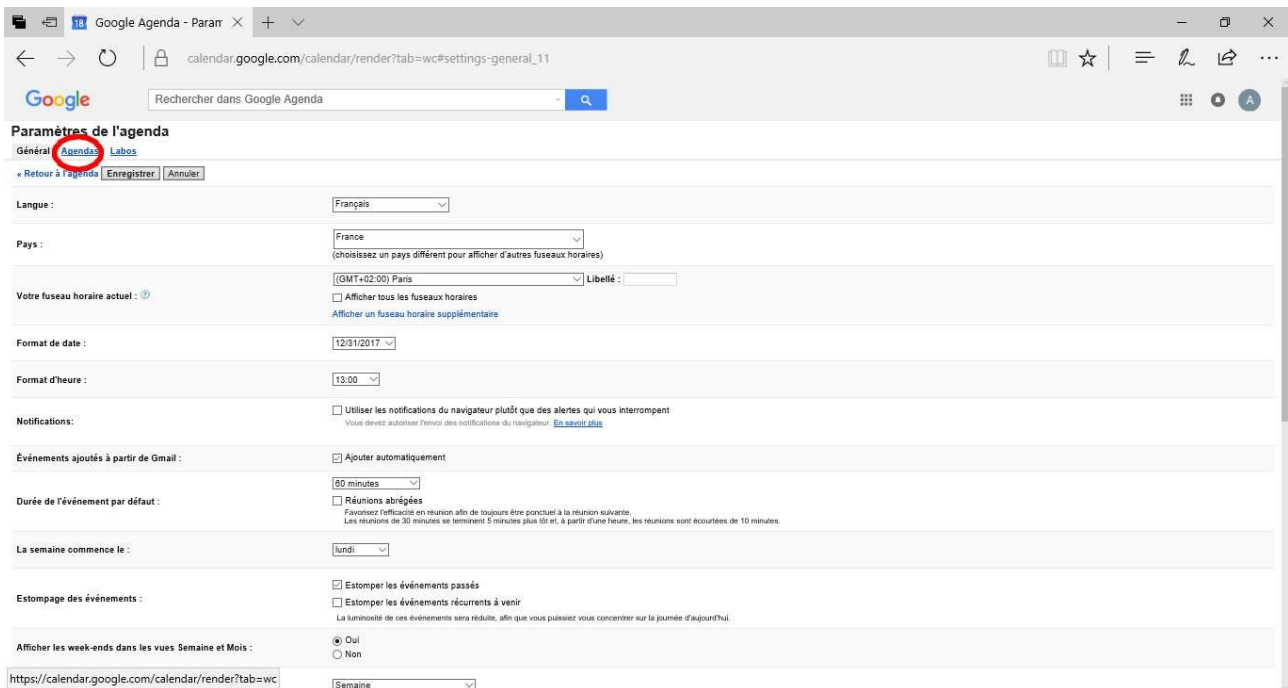 18 Google Agenda - Param
calendar.google.com/calendar/render?tab=wc#settings-general_11
Google Rechercher dans Google Agenda A
Paramètres de l'agenda
Général Agendas Labos
« Retour à l'agenda Enregistrer Annuler
Langue : Français
Pays : France
(choisissez un pays différent pour afficher d'autres fuseaux horaires)
Votre fuseau horaire actuel : (GMT+02:00) Paris Libellé :
Afficher tous les fuseaux horaires
Afficher un fuseau horaire supplémentaire
Format de date : 12/31/2017
Format d'heure : 13:00
Notifications: Utiliser les notifications du navigateur plutôt que des alertes qui vous interrompent
Vous devez autoriser l'envoi des notifications du navigateur. En savoir plus
Événements ajoutés à partir de Gmail : Ajouter automatiquement
Durée de l'événement par défaut : 60 minutes
Réunions abrégées
Favorisez l'efficacité en réunion afin de toujours être ponctuel à la réunion suivante.
Les réunions de 30 minutes se terminent 5 minutes plus tôt et, à partir d'une heure, les réunions sont écourtées de 10 minutes.
La semaine commence le : lundi
Estompage des événements : Estomper les événements passés
Estomper les événements récurrents à venir
La luminosité de ces événements sera réduite, afin que vous puissiez vous concentrer sur la journée d'aujourd'hui.
Afficher les week-ends dans les vues Semaine et Mois : Oui
Non
https://calendar.google.com/calendar/render?tab=wc
Semaine